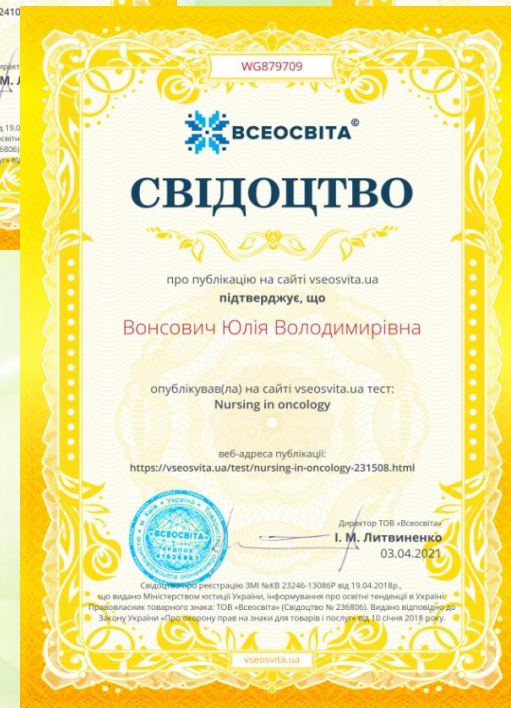 2410
М.
WG879709
ВСЕОСВІТА©
СВІДОЦТВО
про публікацію на сайті vseosvita.ua
підтверджує, що
Вонсович Юлія Володимирівна
опублікував(ла) на сайті vseosvita.ua тест:
Nursing in oncology
веб-адреса публікації:
https://vseosvita.ua/test/nursing-in-oncology-231508.html
Директор ТОВ «Всеосвіта»
І. М. Литвиненко
03.04.2021
ВСЕОСВІТА
Свідоцтво про реєстрацію ЗМІ №КВ 23246-13086Р від 19.04.2018р.,
що видано Міністерством юстиції України, інформування про освітні тенденції в Україні.
Правовласник товарного знака: ТОВ «Всеосвіта» (Свідоцтво № 236806). Видано відповідно до
Закону України «Про охорону прав на знаки для товарів і послуг» від 10 січня 2018 року.
vseosvita.ua